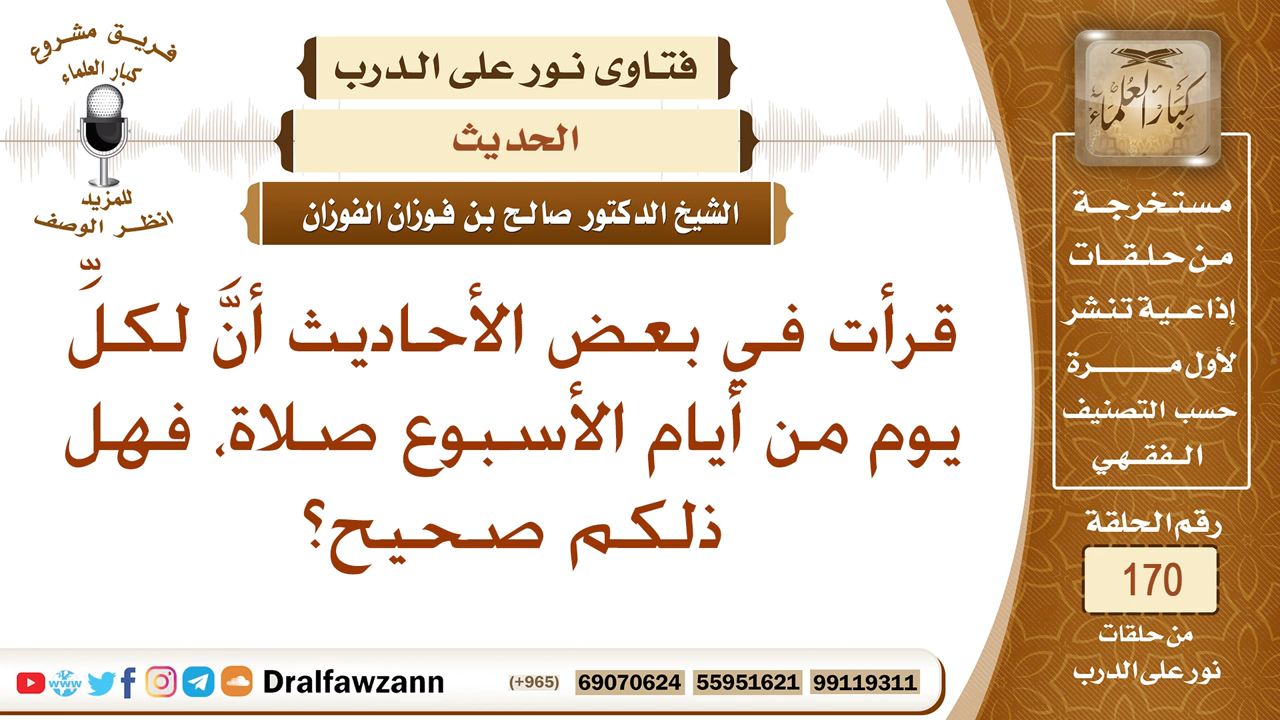 فريق مشروع
كبار العلماء
للمزيد
انظر الوصف
فتاوى نور على الدرب
الحديث
الشيخ الدكتور صالح بن فوزان الفوزان
قرأت في بعض الأحاديث أنَّ لكلِّ
يوم من أيام الأسبوع صلاة، فهل
ذلكم صحيح؟
كبار العلماء
مستخرجة
من حلقات
إذاعية تنشر
لأول مرة
حسب التصنيف
الفقهي
رقم الحلقة
170
من حلقات
نور على الدرب
www
Dralfawzann (+965) 69070624 55951621 99119311